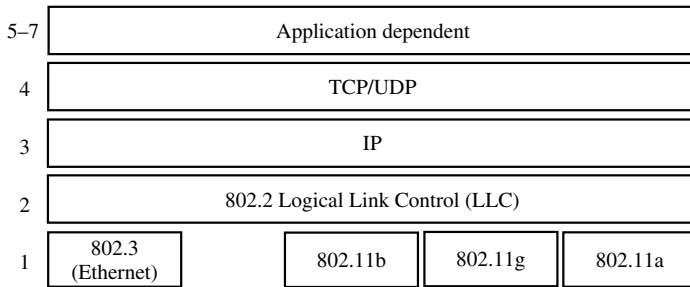 5–7 Application dependent
4 TCP/UDP
3 IP
2 802.2 Logical Link Control (LLC)
1 802.3 (Ethernet) 802.11b 802.11g 802.11a